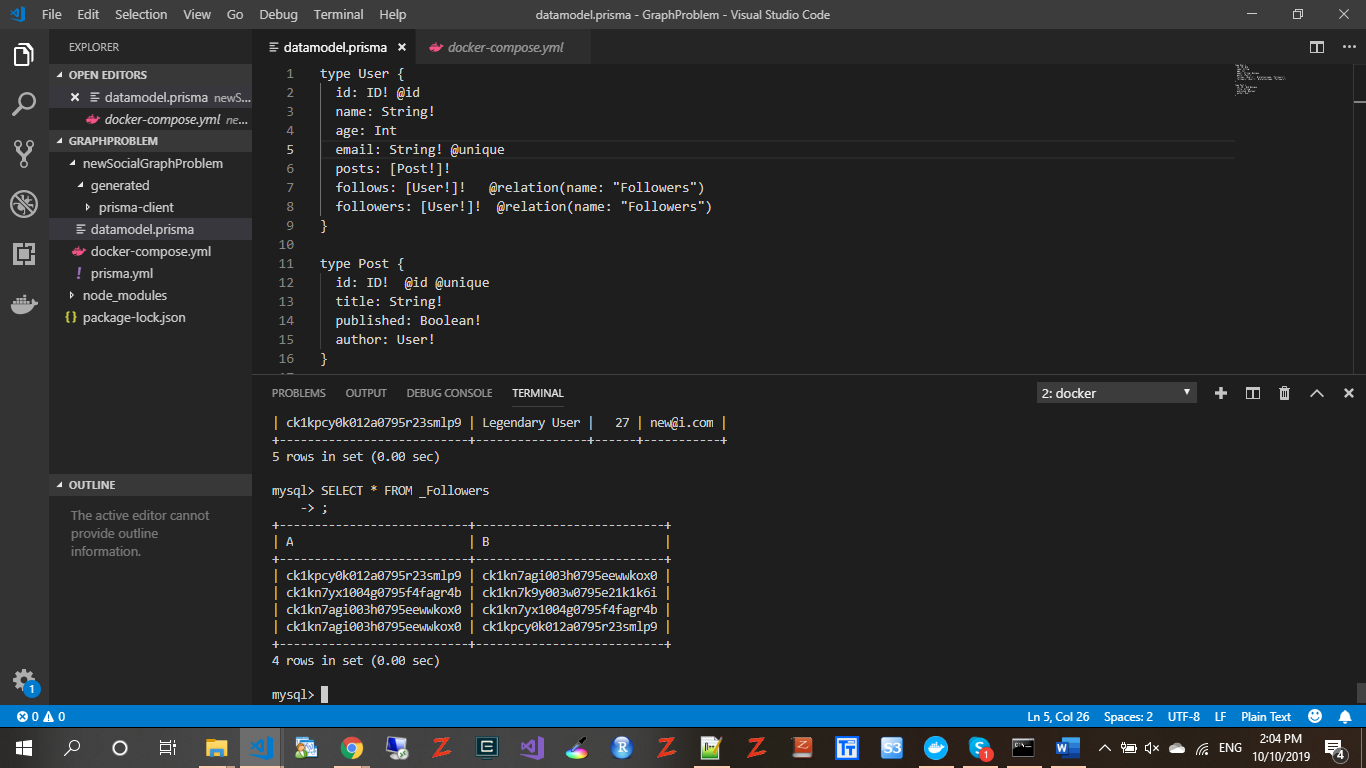 File Edit Selection View Go Debug Terminal Help
datamodel.prisma - GraphProblem - Visual Studio Code
EXPLORER
OPEN EDITORS
datamodel.prisma newS...
docker-compose.yml ne...
GRAPHPROBLEM
newSocialGraphProblem
generated
prisma-client
datamodel.prisma
docker-compose.yml
! prisma.yml
node_modules
{} package-lock.json
OUTLINE
The active editor cannot
provide outline
information.
1
datamodel.prisma
docker-compose.yml
1 type User {
2 id: ID! @id
3 name: String!
4 age: Int
5 email: String! @unique
6 posts: [Post!]!
7 follows: [User!]! @relation(name: "Followers")
8 followers: [User!]! @relation(name: "Followers")
9 }
10
11 type Post {
12 id: ID! @id @unique
13 title: String!
14 published: Boolean!
15 author: User!
16 }
PROBLEMS OUTPUT DEBUG CONSOLE TERMINAL
2: docker
| ck1kpcy0k012a0795r23smlp9 | Legendary User | 27 | new@i.com |
+---------------------------+----------------+------+-----------+
5 rows in set (0.00 sec)
mysql> SELECT * FROM _Followers
-> ;
+---------------------------+---------------------------+
| A | B |
+---------------------------+---------------------------+
| ck1kpcy0k012a0795r23smlp9 | ck1kn7agi003h0795eewwkox0 |
| ck1kn7yx1004g0795f4fagr4b | ck1kn7k9y003w0795e21k1k6i |
| ck1kn7agi003h0795eewwkox0 | ck1kn7yx1004g0795f4fagr4b |
| ck1kn7agi003h0795eewwkox0 | ck1kpcy0k012a0795r23smlp9 |
+---------------------------+---------------------------+
4 rows in set (0.00 sec)
mysql>
0 0
Ln 5, Col 26 Spaces: 2 UTF-8 LF Plain Text
ENG
2:04 PM
10/10/2019
4